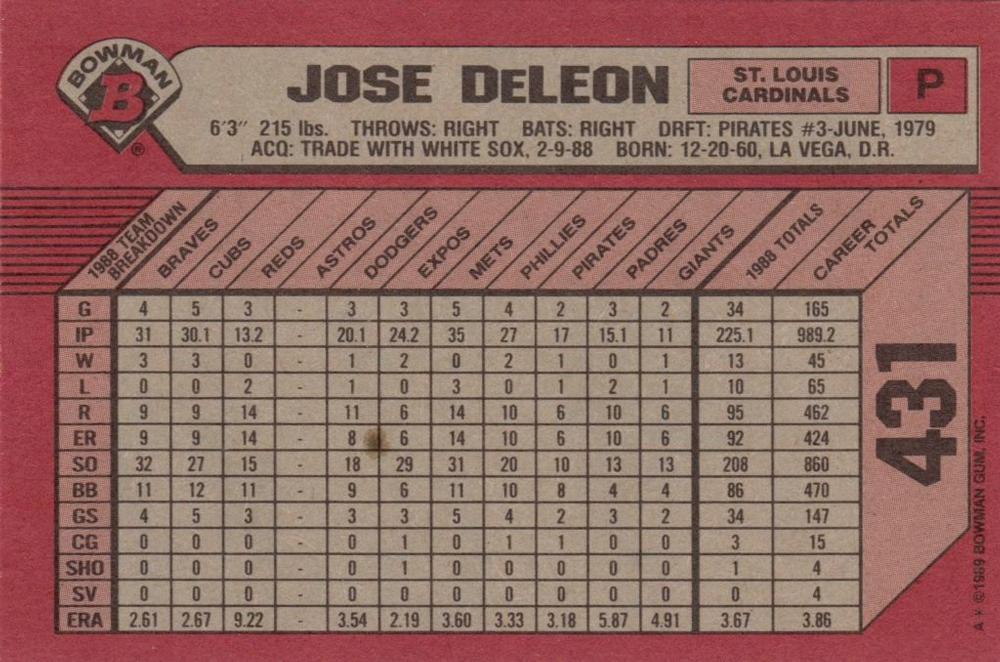 BOWMAN
B
®
JOSE DeLEON
ST. LOUIS
CARDINALS
P
6'3" 215 lbs. THROWS: RIGHT BATS: RIGHT DRFT: PIRATES #3-JUNE, 1979
ACQ: TRADE WITH WHITE SOX, 2-9-88 BORN: 12-20-60, LA VEGA, D.R.
1988 TEAM
BREAKDOWN
BRAVES
CUBS
REDS
ASTROS
DODGERS
EXPOS
METS
PHILLIES
PIRATES
PADRES
GIANTS
1988 TOTALS
CAREER
TOTALS
G 4 5 3 - 3 3 5 4 2 3 2 34 165
IP 31 30.1 13.2 - 20.1 24.2 35 27 17 15.1 11 225.1 989.2
W 3 3 0 - 1 2 0 2 1 0 1 13 45
L 0 0 2 - 1 0 3 0 1 2 1 10 65
R 9 9 14 - 11 6 14 10 6 10 6 95 462
ER 9 9 14 - 8 6 14 10 6 10 6 92 424
SO 32 27 15 - 18 29 31 20 10 13 13 208 860
BB 11 12 11 - 9 6 11 10 8 4 4 86 470
GS 4 5 3 - 3 3 5 4 2 3 2 34 147
CG 0 0 0 - 0 1 0 1 1 0 0 3 15
SHO 0 0 0 - 0 1 0 0 0 0 0 1 4
SV 0 0 0 - 0 0 0 0 0 0 0 0 4
ERA 2.61 2.67 9.22 - 3.54 2.19 3.60 3.33 3.18 5.87 4.91 3.67 3.86
431
A * ©1989 BOWMAN GUM, INC.